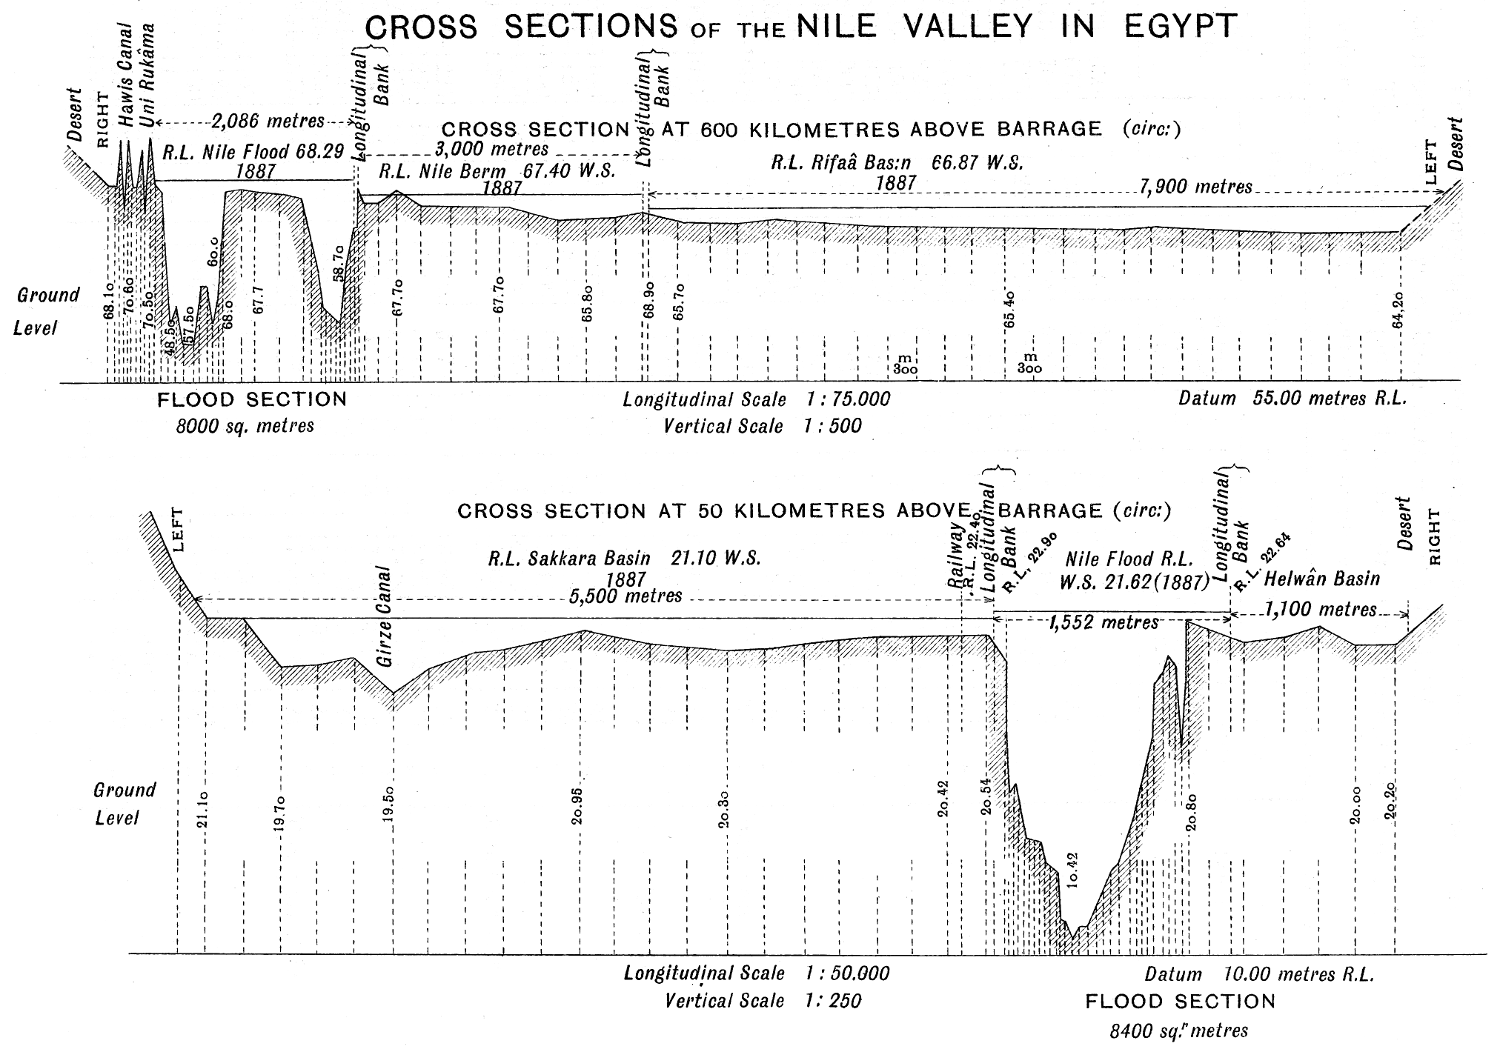 CROSS SECTIONS OF THE NILE VALLEY IN EGYPT
Desert
RIGHT
Hawis Canal
Uni Rukâma
2,086 metres
Longitudinal
Bank
CROSS SECTION AT 600 KILOMETRES ABOVE BARRAGE (circ:)
Longitudinal
Bank
LEFT
Desert
R.L. Nile Flood 68.29
1887
3,000 metres
R.L. Nile Berm 67.40 W.S.
1887
R.L. Rifaâ Bas:n 66.87 W.S.
1887
7,900 metres
Ground
Level
68.10
70.60
70.50
48.50
57.50
60.0
68.0
67.7
58.70
67.70
67.70
65.80
68.90
65.70
65.40
64.20
m
300
m
300
FLOOD SECTION
8000 sq. metres
Longitudinal Scale 1 : 75.000
Vertical Scale 1 : 500
Datum 55.00 metres R.L.
CROSS SECTION AT 50 KILOMETRES ABOVE BARRAGE (circ:)
LEFT
Girze Canal
R.L. Sakkara Basin 21.10 W.S.
1887
5,500 metres
Railway
R.L. 22.40
Longitudinal
Bank
R.L. 22.90
Nile Flood R.L.
W.S. 21.62 (1887)
1,552 metres
Longitudinal
Bank
R.L. 22.64
Helwân Basin
1,100 metres
Desert
RIGHT
Ground
Level
21.10
19.70
19.50
20.95
20.30
20.42
20.54
10.42
20.80
20.00
20.20
Longitudinal Scale 1 : 50.000
Vertical Scale 1 : 250
Datum 10.00 metres R.L.
FLOOD SECTION
8400 sq. metres